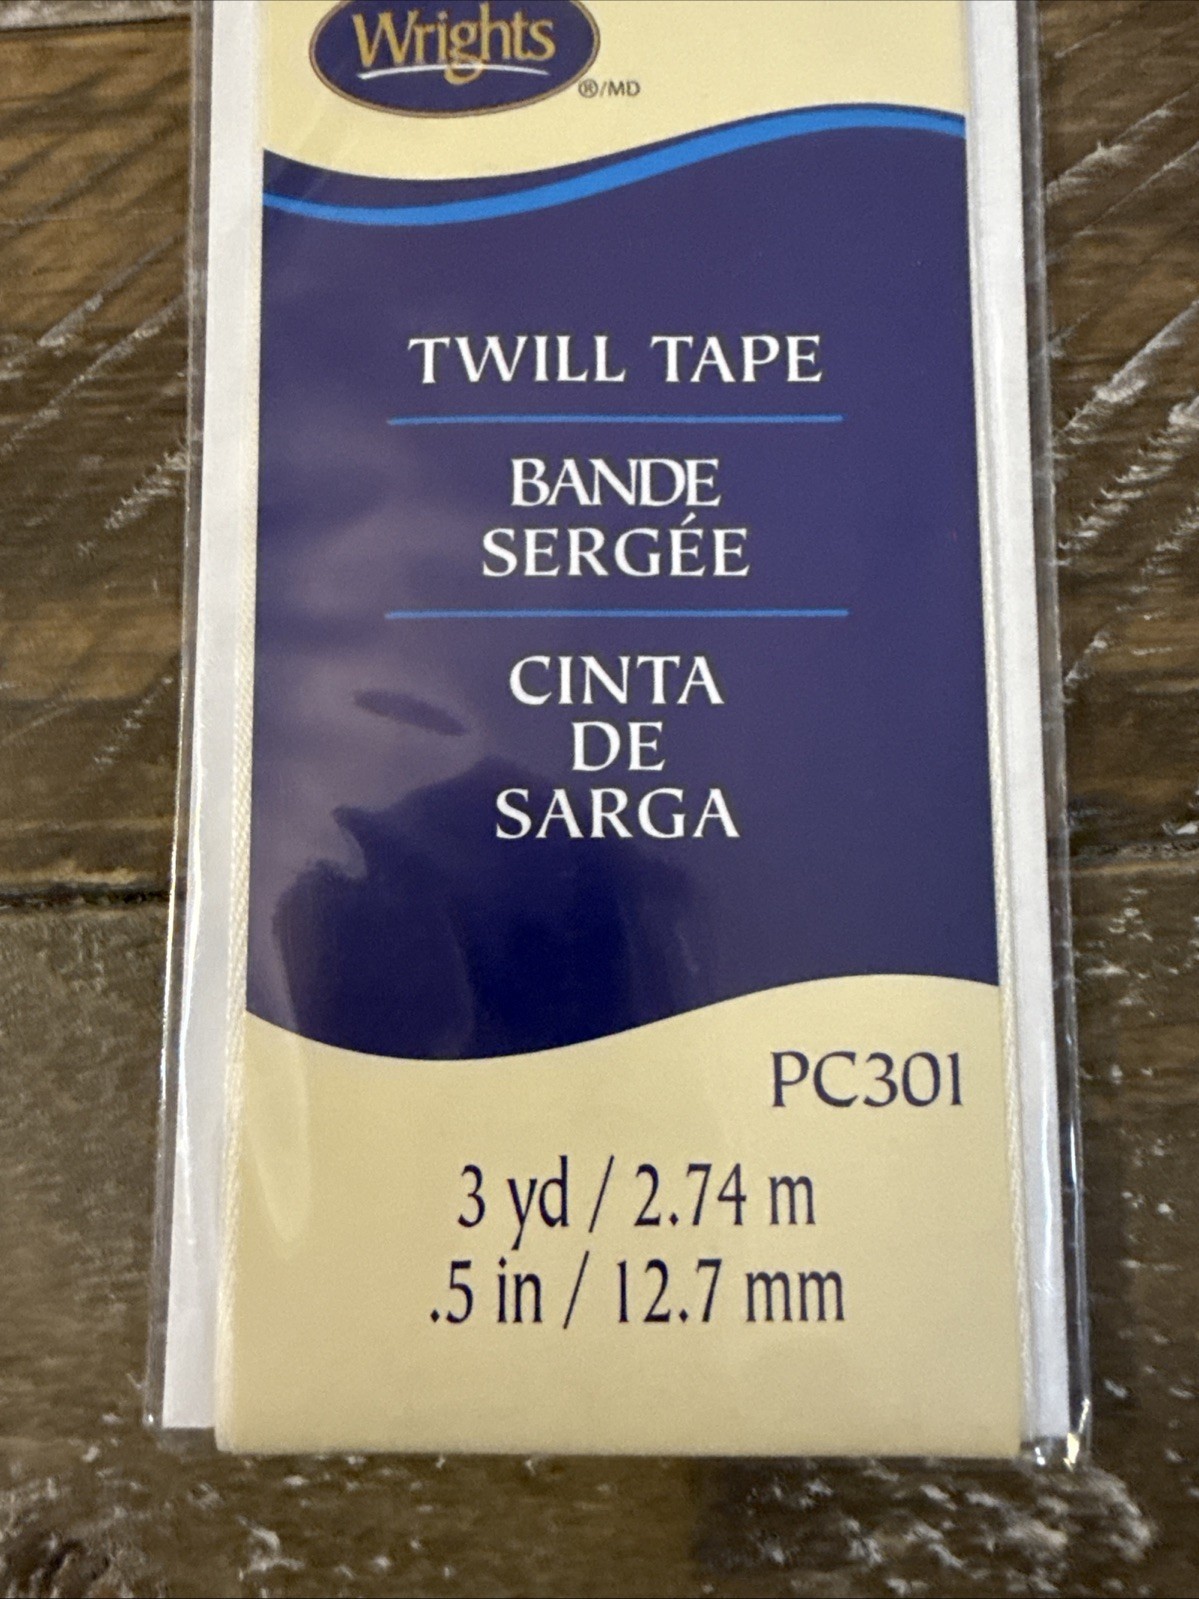 Wrights
®/MD
TWILL TAPE
BANDE
SERGÉE
CINTA
DE
SARGA
PC301
3 yd / 2.74 m
.5 in / 12.7 mm